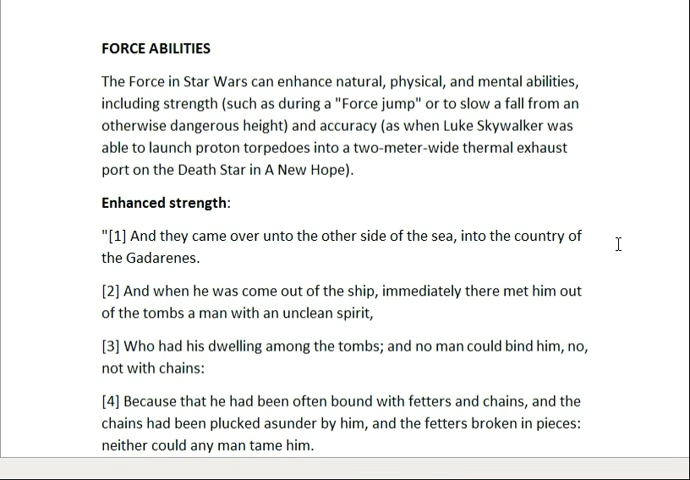 FORCE ABILITIES
The Force in Star Wars can enhance natural, physical, and mental abilities,
including strength (such as during a "Force jump" or to slow a fall from an
otherwise dangerous height) and accuracy (as when Luke Skywalker was
able to launch proton torpedoes into a two-meter-wide thermal exhaust
port on the Death Star in A New Hope).
Enhanced strength:
"[1] And they came over unto the other side of the sea, into the country of
the Gadarenes.
[2] And when he was come out of the ship, immediately there met him out
of the tombs a man with an unclean spirit,
[3] Who had his dwelling among the tombs; and no man could bind him, no,
not with chains:
[4] Because that he had been often bound with fetters and chains, and the
chains had been plucked asunder by him, and the fetters broken in pieces:
neither could any man tame him.